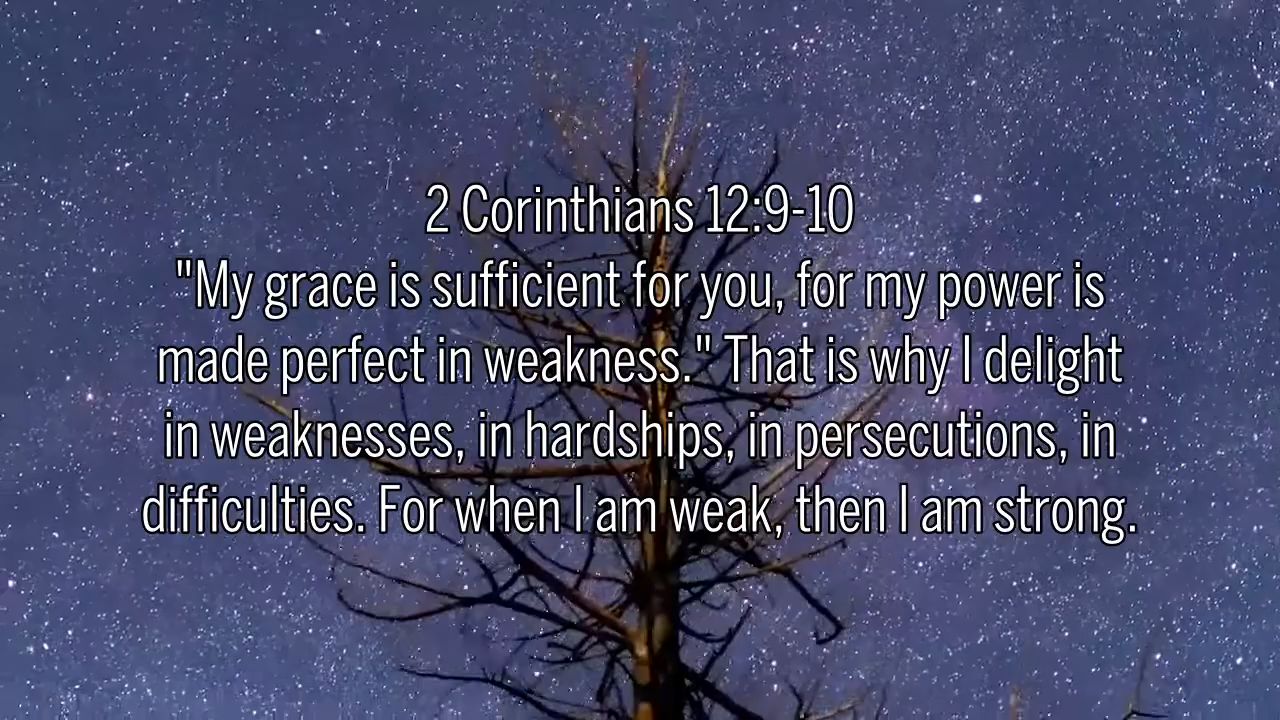 2 Corinthians 12:9-10
"My grace is sufficient for you, for my power is
made perfect in weakness." That is why I delight
in weaknesses, in hardships, in persecutions, in
difficulties. For when I am weak, then I am strong.